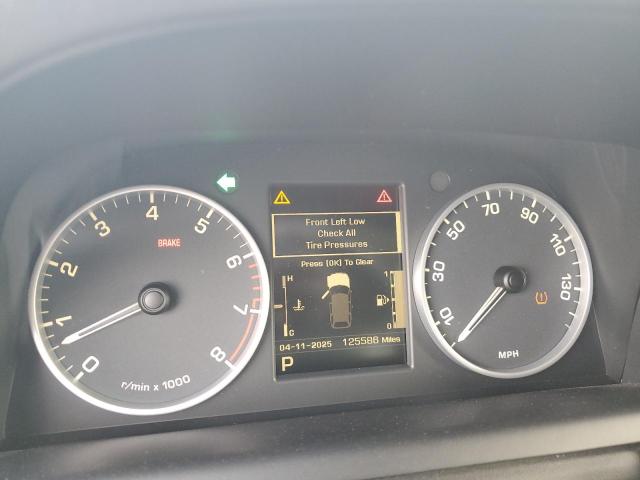 Front Left Low
Check All
Tire Pressures
Press [OK] To Clear
H
C
1
0
04-11-2025 125586 Miles
P
0
1
2
3
4
5
6
7
8
BRAKE
r/min x 1000
10
30
50
70
90
110
130
MPH